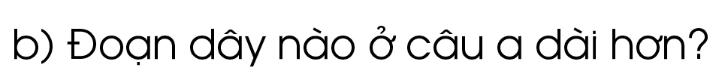 b) Đoạn dây nào ở câu a dài hơn?